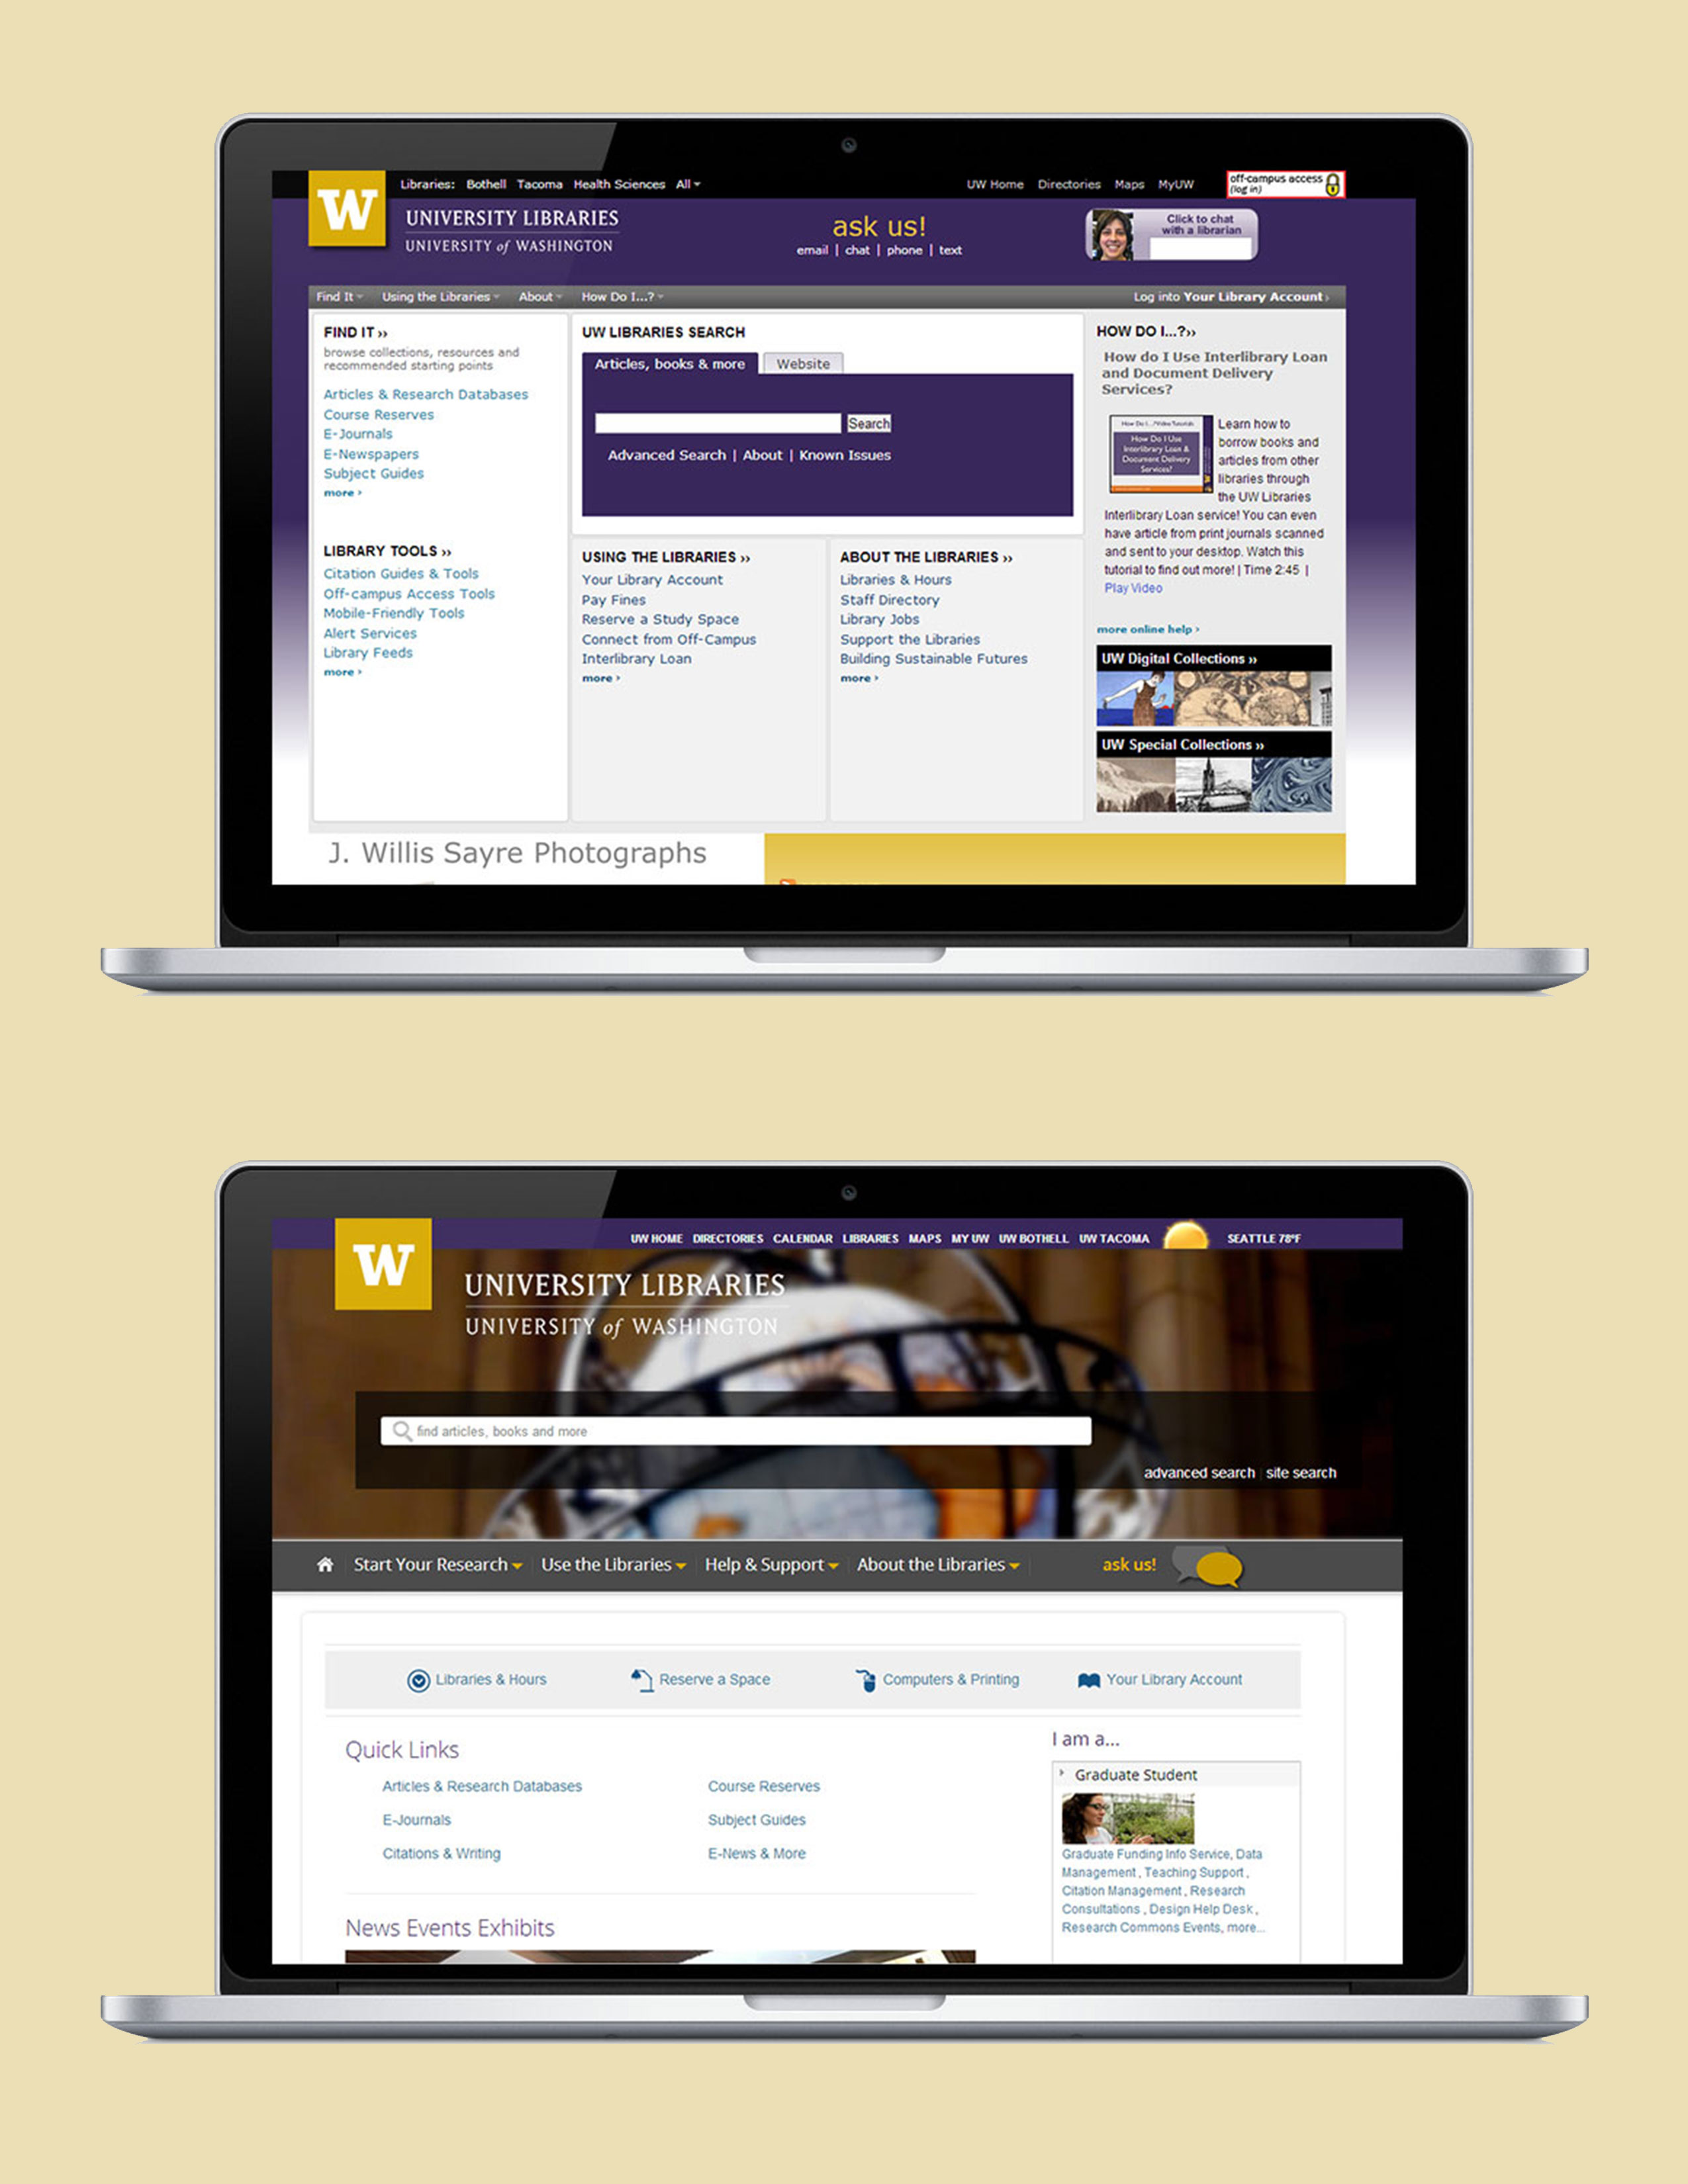 W
Libraries: Bothell Tacoma Health Sciences All
UW Home Directories Maps MyUW
off-campus access
(log in)
UNIVERSITY LIBRARIES
UNIVERSITY of WASHINGTON
ask us!
email | chat | phone | text
Click to chat
with a librarian
Find It Using the Libraries About How Do I...?
Log into Your Library Account ›
FIND IT ››
browse collections, resources and
recommended starting points
Articles & Research Databases
Course Reserves
E-Journals
E-Newspapers
Subject Guides
more ›
LIBRARY TOOLS ››
Citation Guides & Tools
Off-campus Access Tools
Mobile-Friendly Tools
Alert Services
Library Feeds
more ›
UW LIBRARIES SEARCH
Articles, books & more Website
Search
Advanced Search | About | Known Issues
USING THE LIBRARIES ››
Your Library Account
Pay Fines
Reserve a Study Space
Connect from Off-Campus
Interlibrary Loan
more ›
ABOUT THE LIBRARIES ››
Libraries & Hours
Staff Directory
Library Jobs
Support the Libraries
Building Sustainable Futures
more ›
HOW DO I...?››
How do I Use Interlibrary Loan
and Document Delivery
Services?
How Do I.../Video Tutorials
How Do I Use
Interlibrary Loan &
Document Delivery
Services?
Learn how to
borrow books and
articles from other
libraries through
the UW Libraries
Interlibrary Loan service! You can even
have article from print journals scanned
and sent to your desktop. Watch this
tutorial to find out more! | Time 2:45 |
Play Video
more online help ›
UW Digital Collections ››
UW Special Collections ››
J. Willis Sayre Photographs
W
UW HOME DIRECTORIES CALENDAR LIBRARIES MAPS MY UW UW BOTHELL UW TACOMA SEATTLE 78°F
UNIVERSITY LIBRARIES
UNIVERSITY of WASHINGTON
find articles, books and more
advanced search | site search
Start Your Research Use the Libraries Help & Support About the Libraries ask us!
Libraries & Hours Reserve a Space Computers & Printing Your Library Account
Quick Links
Articles & Research Databases Course Reserves
E-Journals Subject Guides
Citations & Writing E-News & More
News Events Exhibits
I am a...
Graduate Student
Graduate Funding Info Service, Data
Management , Teaching Support ,
Citation Management , Research
Consultations , Design Help Desk ,
Research Commons Events, more...